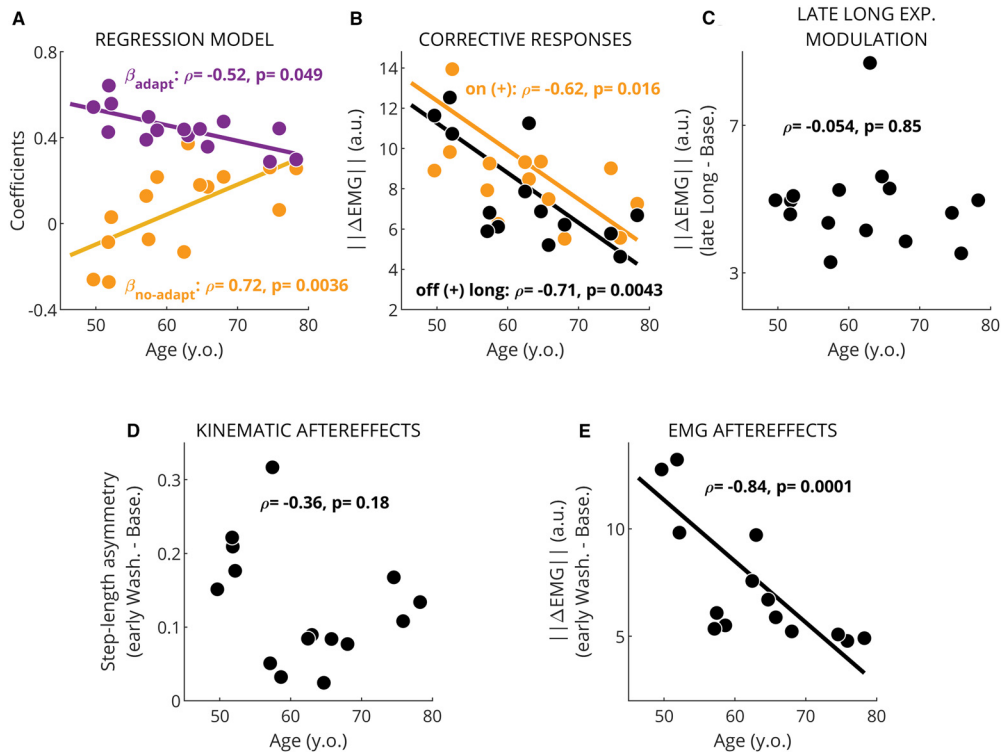 A
REGRESSION MODEL
0.8
0.4
0
-0.4
Coefficients
βadapt: ρ= -0.52, p= 0.049
βno-adapt: ρ= 0.72, p= 0.0036
50 60 70 80
Age (y.o.)
B
CORRECTIVE RESPONSES
14
12
10
8
6
4
2
||ΔEMG|| (a.u.)
on (+): ρ= -0.62, p= 0.016
off (+) long: ρ= -0.71, p= 0.0043
50 60 70 80
Age (y.o.)
C
LATE LONG EXP.
MODULATION
7
3
||ΔEMG|| (a.u.)
(late Long - Base.)
ρ= -0.054, p= 0.85
50 60 70 80
Age (y.o.)
D
KINEMATIC AFTEREFFECTS
0.3
0.2
0.1
0
Step-length asymmetry
(early Wash. - Base.)
ρ= -0.36, p= 0.18
50 60 70 80
Age (y.o.)
E
EMG AFTEREFFECTS
10
5
||ΔEMG|| (a.u.)
(early Wash. - Base.)
ρ= -0.84, p= 0.0001
50 60 70 80
Age (y.o.)